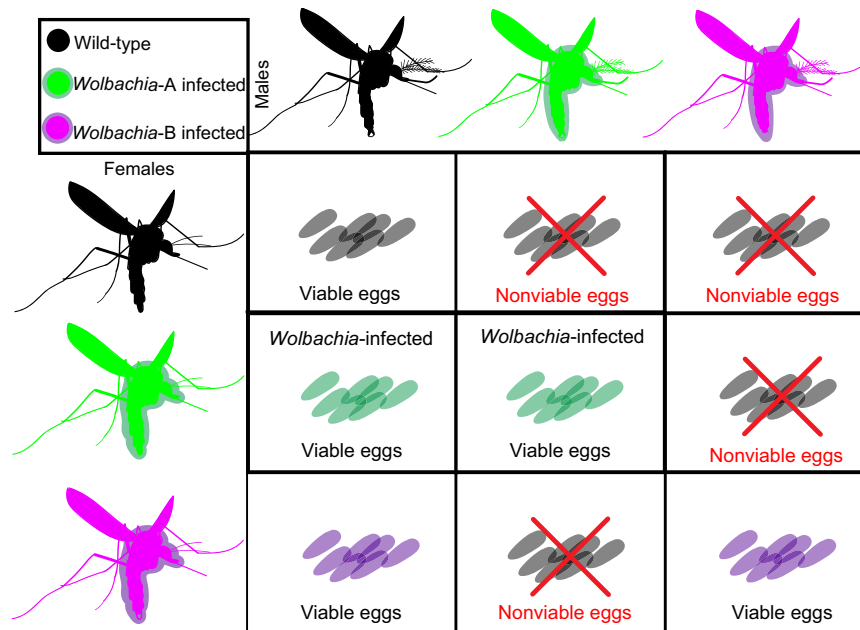 Wild-type
Wolbachia-A infected
Wolbachia-B infected
Males
Females
Viable eggs
Nonviable eggs
Nonviable eggs
Wolbachia-infected
Wolbachia-infected
Viable eggs
Viable eggs
Nonviable eggs
Viable eggs
Nonviable eggs
Viable eggs